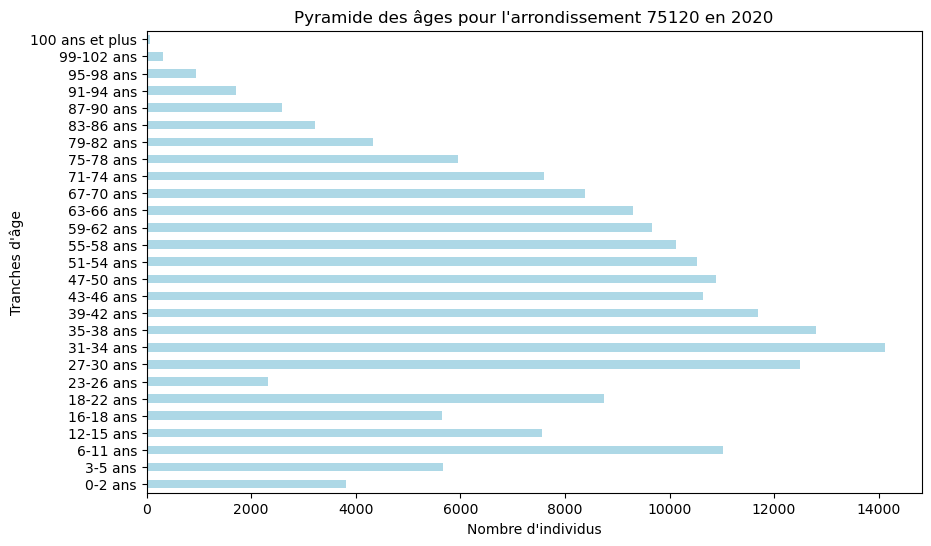 Pyramide des âges pour l'arrondissement 75120 en 2020
100 ans et plus
99-102 ans
95-98 ans
91-94 ans
87-90 ans
83-86 ans
79-82 ans
75-78 ans
71-74 ans
67-70 ans
63-66 ans
59-62 ans
55-58 ans
51-54 ans
47-50 ans
43-46 ans
39-42 ans
35-38 ans
31-34 ans
27-30 ans
23-26 ans
18-22 ans
16-18 ans
12-15 ans
6-11 ans
3-5 ans
0-2 ans
Tranches d'âge
0 2000 4000 6000 8000 10000 12000 14000
Nombre d'individus